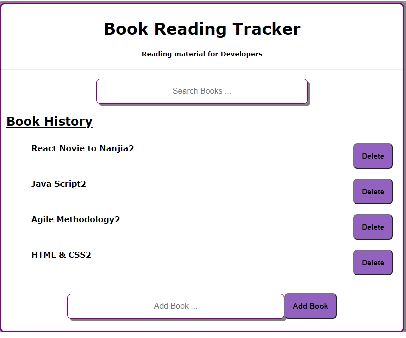 Book Reading Tracker
Reading material for Developers
Search Books ...
Book History
React Novie to Nanjia2 Delete
Java Script2 Delete
Agile Methodology2 Delete
HTML & CSS2 Delete
Add Book ... Add Book